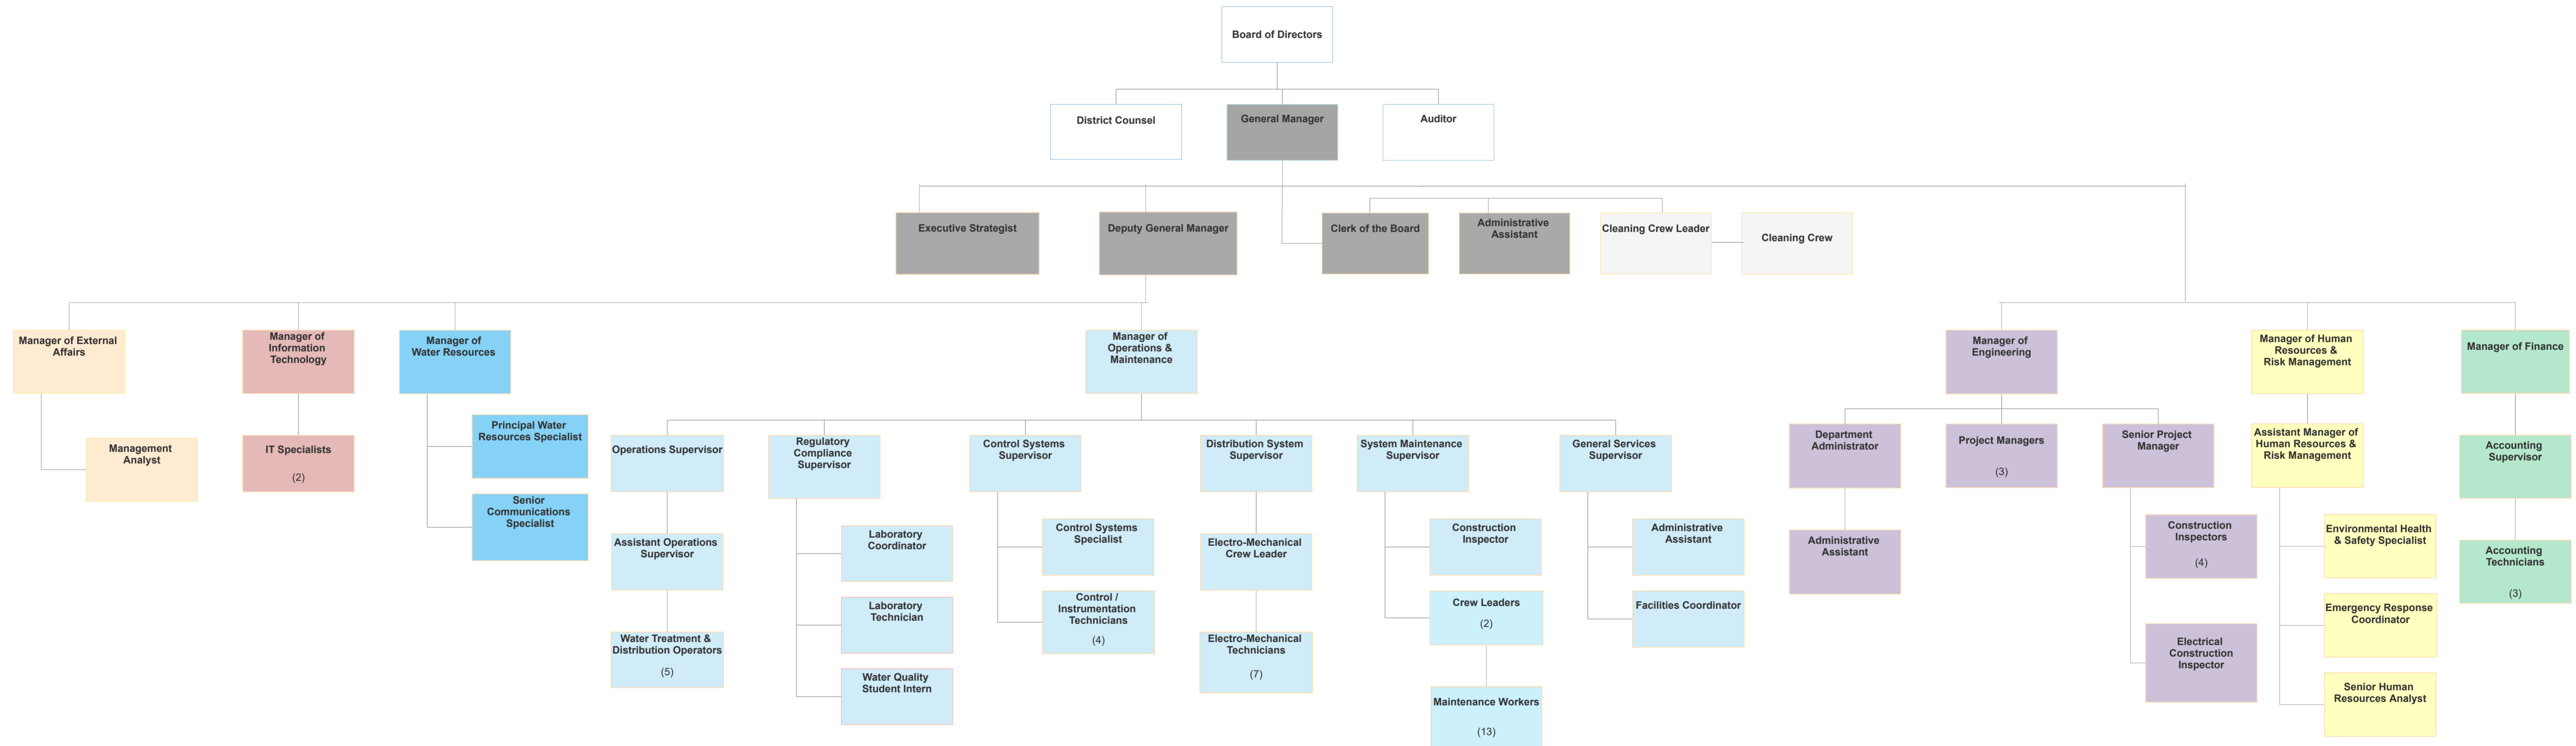 Board of Directors
District Counsel
General Manager
Auditor
Executive Strategist
Deputy General Manager
Clerk of the Board
Administrative
Assistant
Cleaning Crew Leader
Cleaning Crew
Manager of External
Affairs
Manager of
Information
Technology
Manager of
Water Resources
Manager of
Operations &
Maintenance
Manager of
Engineering
Manager of Human
Resources &
Risk Management
Manager of Finance
Management
Analyst
IT Specialists
(2)
Principal Water
Resources Specialist
Senior
Communications
Specialist
Operations Supervisor
Assistant Operations
Supervisor
Water Treatment &
Distribution Operators
(5)
Regulatory
Compliance
Supervisor
Laboratory
Coordinator
Laboratory
Technician
Water Quality
Student Intern
Control Systems
Supervisor
Control Systems
Specialist
Control /
Instrumentation
Technicians
(4)
Distribution System
Supervisor
Electro-Mechanical
Crew Leader
Electro-Mechanical
Technicians
(7)
System Maintenance
Supervisor
Construction
Inspector
Crew Leaders
(2)
Maintenance Workers
(13)
General Services
Supervisor
Administrative
Assistant
Facilities Coordinator
Department
Administrator
Administrative
Assistant
Project Managers
(3)
Senior Project
Manager
Construction
Inspectors
(4)
Electrical
Construction
Inspector
Assistant Manager of
Human Resources &
Risk Management
Environmental Health
& Safety Specialist
Emergency Response
Coordinator
Senior Human
Resources Analyst
Accounting
Supervisor
Accounting
Technicians
(3)